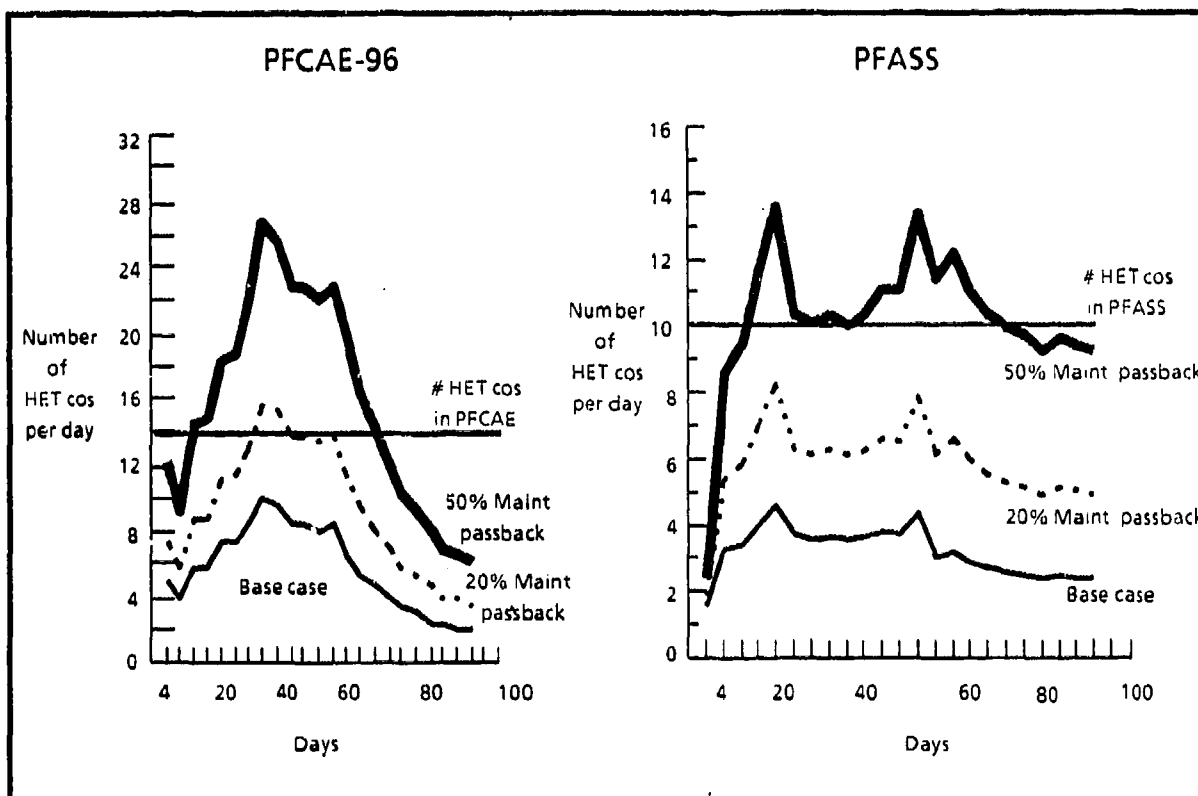 PFCAE-96
32
28
24
20
16
12
8
4
0
Number
of
HET cos
per day
# HET cos
in PFCAE
50% Maint
passback
20% Maint
passback
Base case
4 20 40 60 80 100
Days
PFASS
16
14
12
10
8
6
4
2
0
Number
of
HET cos
per day
# HET cos
in PFASS
50% Maint passback
20% Maint passback
Base case
4 20 40 60 80 100
Days